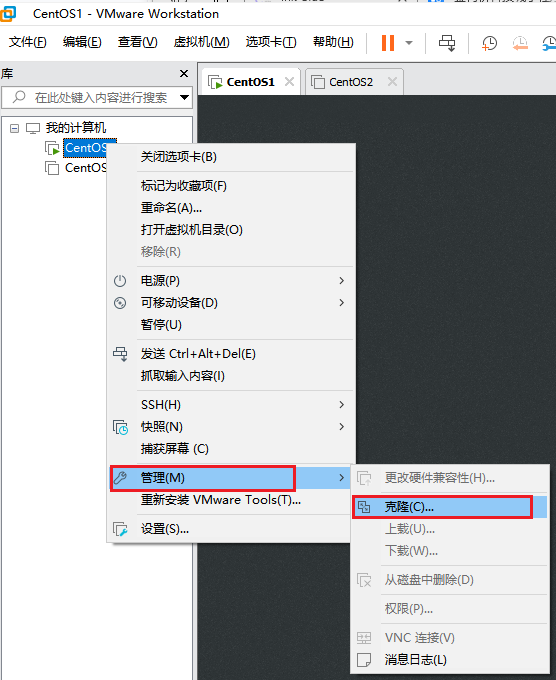 CentOS1 - VMware Workstation
文件(F) 编辑(E) 查看(V) 虚拟机(M) 选项卡(T) 帮助(H)
库
在此处键入内容进行搜索
CentOS1
CentOS2
我的计算机
CentOS
CentOS
关闭选项卡(B)
标记为收藏项(F)
重命名(A)...
打开虚拟机目录(O)
移除(R)
电源(P)
可移动设备(D)
暂停(U)
发送 Ctrl+Alt+Del(E)
抓取输入内容(I)
SSH(H)
快照(N)
捕获屏幕 (C)
管理(M)
重新安装 VMware Tools(T)...
设置(S)...
更改硬件兼容性(H)...
克隆(C)...
上载(U)...
下载(W)...
从磁盘中删除(D)
权限(P)...
VNC 连接(V)
消息日志(L)